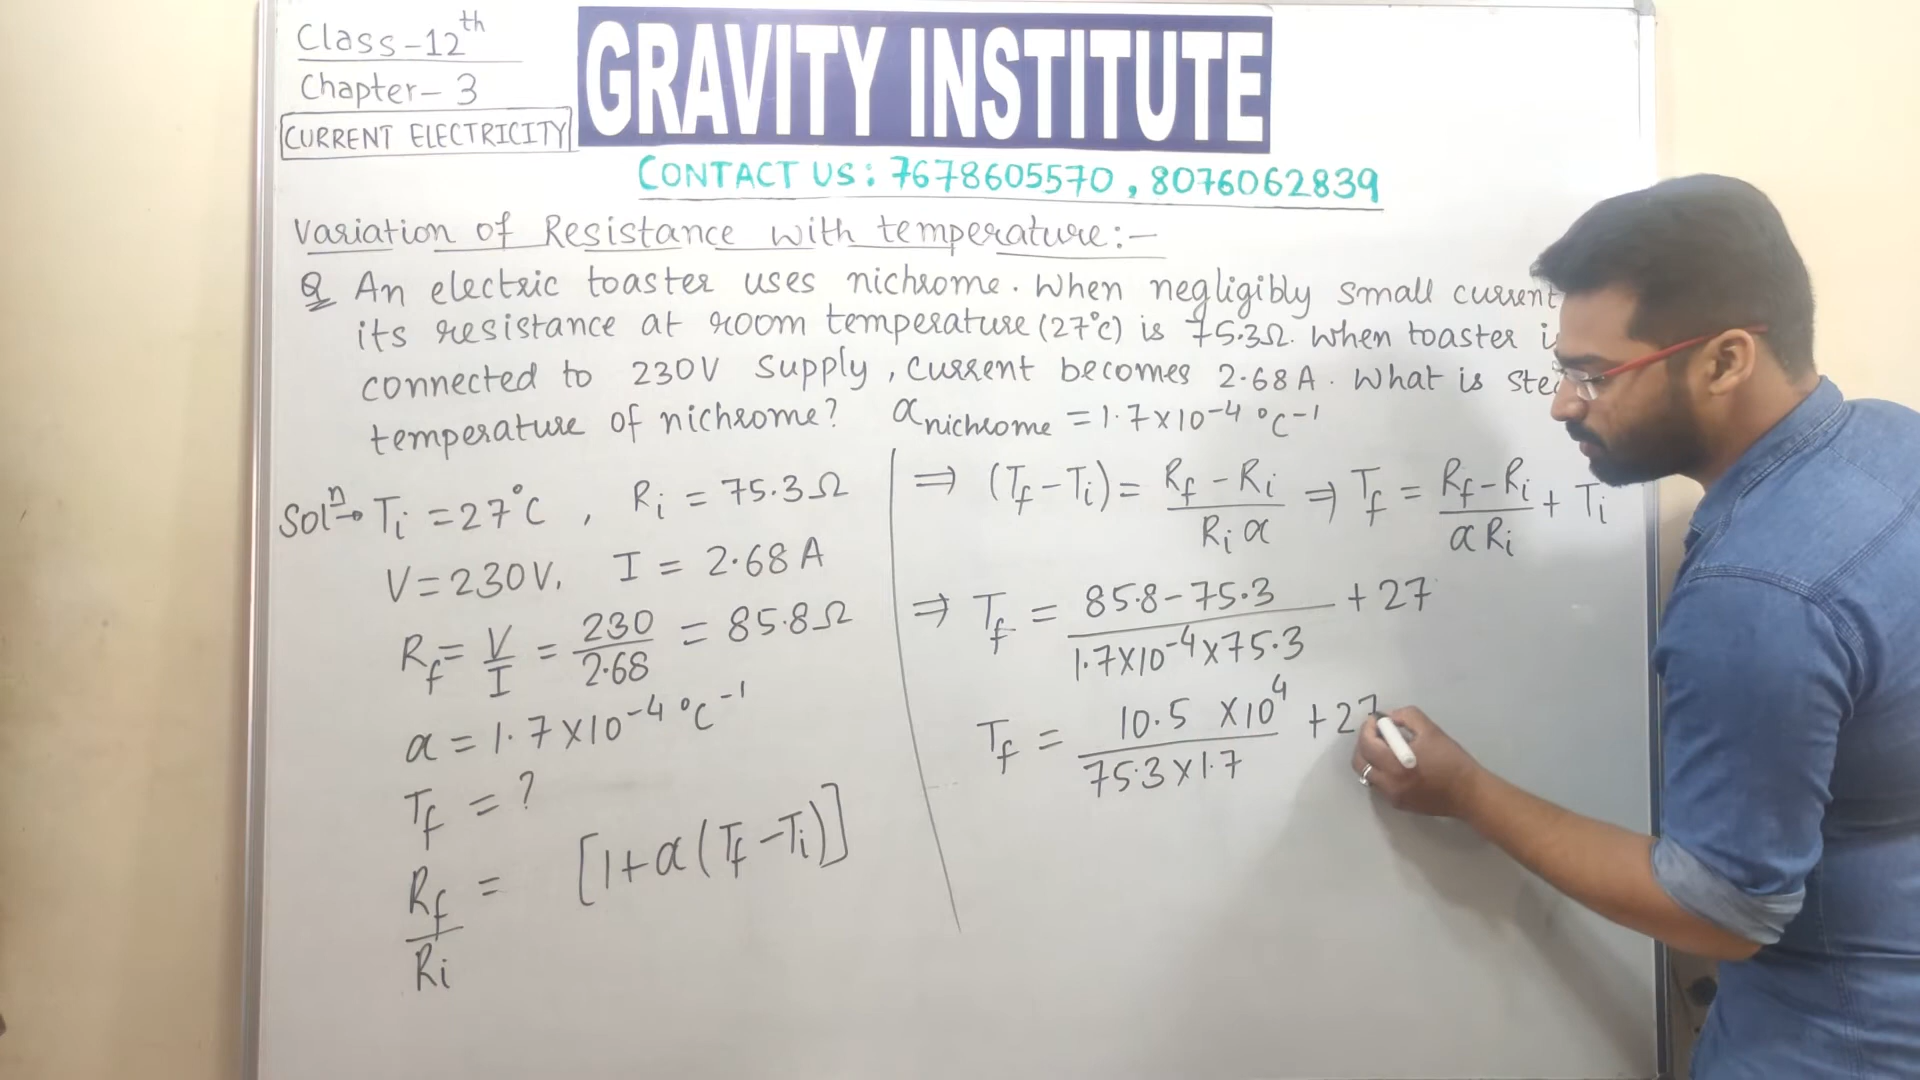 Class-12th
Chapter-3
CURRENT ELECTRICITY
GRAVITY INSTITUTE
CONTACT US: 7678605570, 8076062839
Variation of Resistance with temperature:-
Q An electric toaster uses nichrome. When negligibly small current
its resistance at room temperature (27°C) is 75.3Ω. When toaster
connected to 230V supply, current becomes 2.68 A. What is
temperature of nichrome? α nichrome = 1.7×10⁻⁴ °C⁻¹
Solⁿ→ Ti = 27°C, Ri = 75.3Ω
V = 230V, I = 2.68 A
Rf = V/I = 230/2.68 = 85.8Ω
α = 1.7×10⁻⁴ °C⁻¹
Tf = ?
Rf/Ri = [1+α(Tf-Ti)]
⇒ (Tf-Ti) = (Rf-Ri)/(Ri α) ⇒ Tf = (Rf-Ri)/(α Ri) + Ti
⇒ Tf = (85.8-75.3)/(1.7×10⁻⁴×75.3) + 27
Tf = (10.5 ×10⁴)/(75.3×1.7) + 27